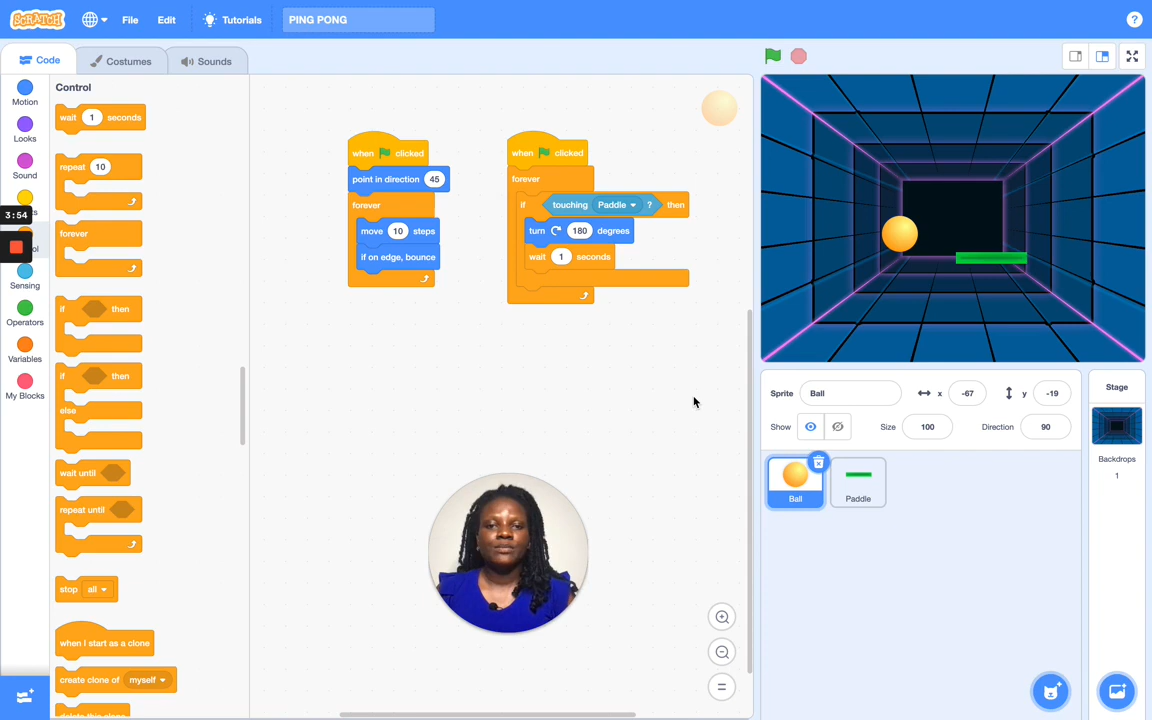 SCRATCH
File
Edit
Tutorials
PING PONG
?
Code
Costumes
Sounds
Motion
Looks
Sound
3:54
Sensing
Operators
Variables
My Blocks
Control
wait 1 seconds
repeat 10
forever
if then
if then
else
wait until
repeat until
stop all
when I start as a clone
create clone of myself
when clicked
point in direction 45
forever
move 10 steps
if on edge, bounce
when clicked
forever
if touching Paddle ? then
turn 180 degrees
wait 1 seconds
Sprite Ball x -67 y -19
Show Size 100 Direction 90
Ball
Paddle
Stage
Backdrops
1